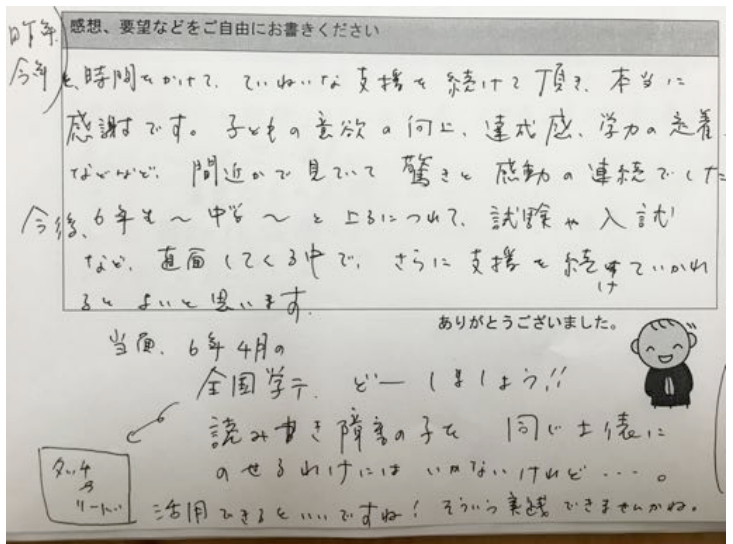 感想、要望などをご自由にお書きください
昨年
今年
と、時間をかけて、ていねいな支援を続けて頂き、本当に
感謝です。子どもの意欲の向上、達成感、学力の定着
などなど、間近かで見ていて驚きと感動の連続でした
今後、6年生〜中学〜と上るにつれて、試験や入試
など、直面してくる中で、さらに支援を続けていかれ
るとよいと思います。
ありがとうございました。
当面、6年4月の
全国学テ、どーしましょう!!
読み書き障害の子を同じ土俵に
のせるわけにはいかないけれど・・・。
タッチ
&
リード
活用できるといいですね!そういう実践できませんかね。